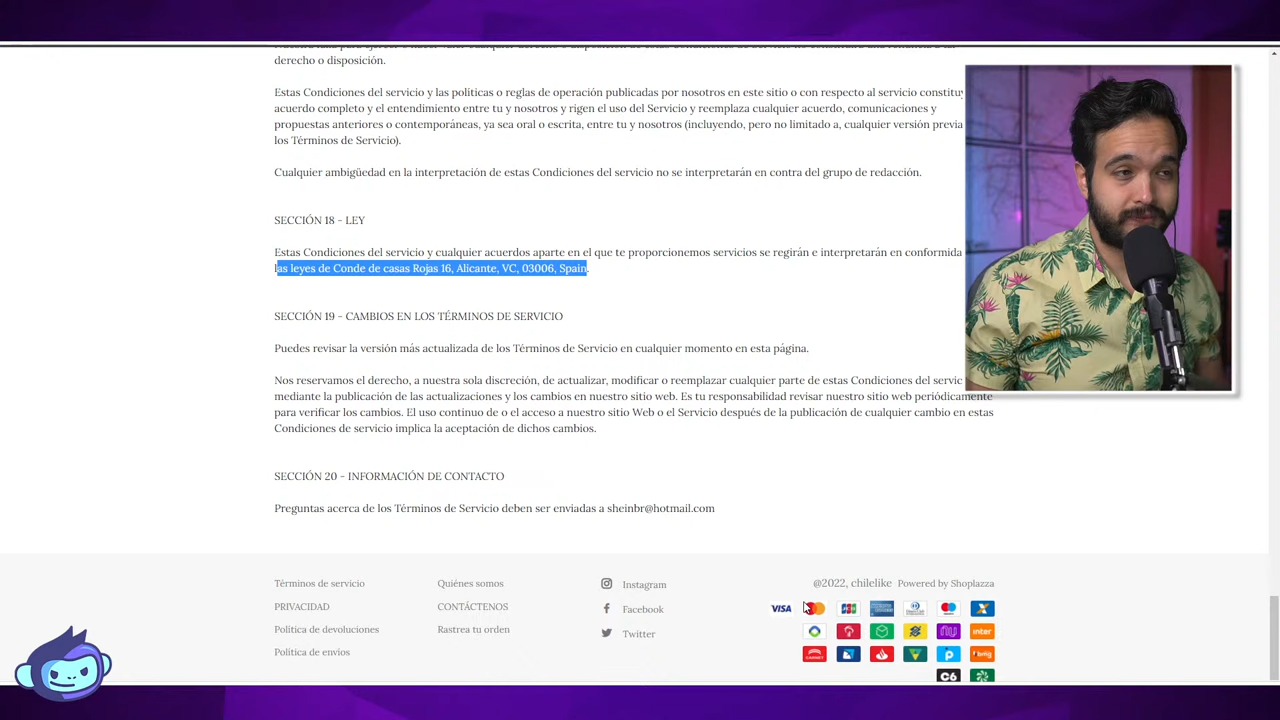 derecho o disposición.
Estas Condiciones del servicio y las políticas o reglas de operación publicadas por nosotros en este sitio o con respecto al servicio constituy
acuerdo completo y el entendimiento entre tu y nosotros y rigen el uso del Servicio y reemplaza cualquier acuerdo, comunicaciones y
propuestas anteriores o contemporáneas, ya sea oral o escrita, entre tu y nosotros (incluyendo, pero no limitado a, cualquier versión previa
los Términos de Servicio).
Cualquier ambigüedad en la interpretación de estas Condiciones del servicio no se interpretarán en contra del grupo de redacción.
SECCIÓN 18 - LEY
Estas Condiciones del servicio y cualquier acuerdos aparte en el que te proporcionemos servicios se regirán e interpretarán en conformida
las leyes de Conde de casas Rojas 16, Alicante, VC, 03006, Spain.
SECCIÓN 19 - CAMBIOS EN LOS TÉRMINOS DE SERVICIO
Puedes revisar la versión más actualizada de los Términos de Servicio en cualquier momento en esta página.
Nos reservamos el derecho, a nuestra sola discreción, de actualizar, modificar o reemplazar cualquier parte de estas Condiciones del servic
mediante la publicación de las actualizaciones y los cambios en nuestro sitio web. Es tu responsabilidad revisar nuestro sitio web periódicamente
para verificar los cambios. El uso continuo de o el acceso a nuestro sitio Web o el Servicio después de la publicación de cualquier cambio en estas
Condiciones de servicio implica la aceptación de dichos cambios.
SECCIÓN 20 - INFORMACIÓN DE CONTACTO
Preguntas acerca de los Términos de Servicio deben ser enviadas a sheinbr@hotmail.com
Términos de servicio
PRIVACIDAD
Política de devoluciones
Política de envíos
Quiénes somos
CONTÁCTENOS
Rastrea tu orden
Instagram
Facebook
Twitter
@2022, chilelike Powered by Shoplazza
VISA
JCB
inter
C6